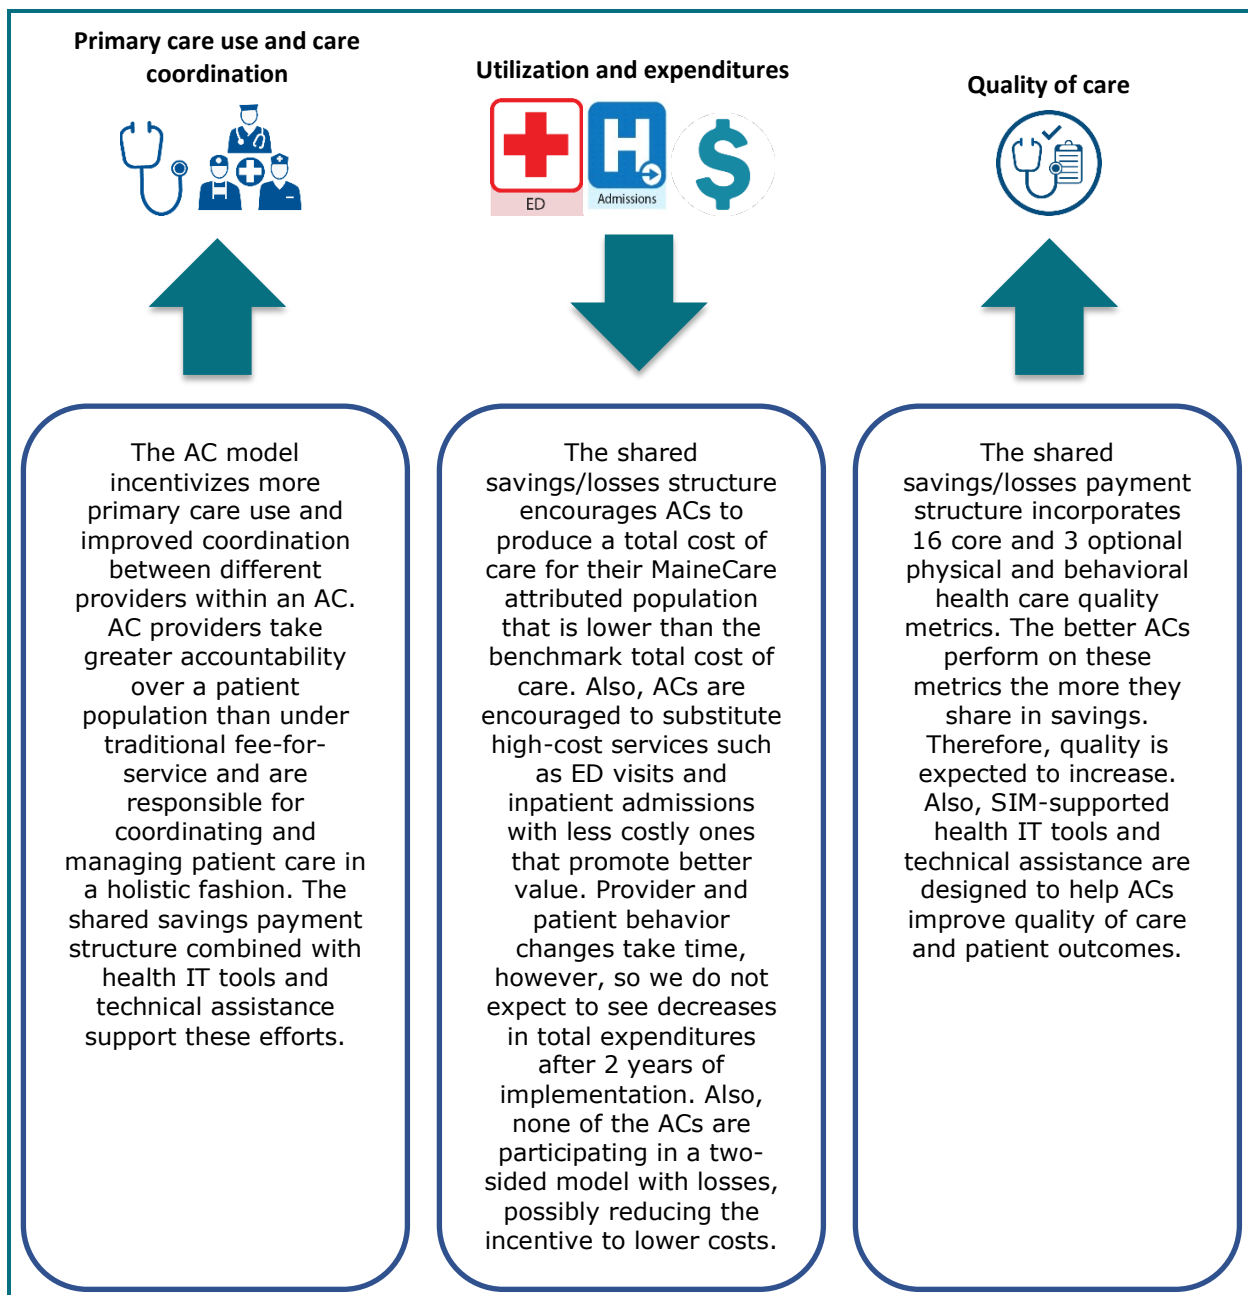 Primary care use and care
coordination
Utilization and expenditures
ED
H
Admissions
$
Quality of care
The AC model
incentivizes more
primary care use and
improved coordination
between different
providers within an AC.
AC providers take
greater accountability
over a patient
population than under
traditional fee-for-
service and are
responsible for
coordinating and
managing patient care in
a holistic fashion. The
shared savings payment
structure combined with
health IT tools and
technical assistance
support these efforts.
The shared
savings/losses structure
encourages ACs to
produce a total cost of
care for their MaineCare
attributed population
that is lower than the
benchmark total cost of
care. Also, ACs are
encouraged to substitute
high-cost services such
as ED visits and
inpatient admissions
with less costly ones
that promote better
value. Provider and
patient behavior
changes take time,
however, so we do not
expect to see decreases
in total expenditures
after 2 years of
implementation. Also,
none of the ACs are
participating in a two-
sided model with losses,
possibly reducing the
incentive to lower costs.
The shared
savings/losses payment
structure incorporates
16 core and 3 optional
physical and behavioral
health care quality
metrics. The better ACs
perform on these
metrics the more they
share in savings.
Therefore, quality is
expected to increase.
Also, SIM-supported
health IT tools and
technical assistance are
designed to help ACs
improve quality of care
and patient outcomes.